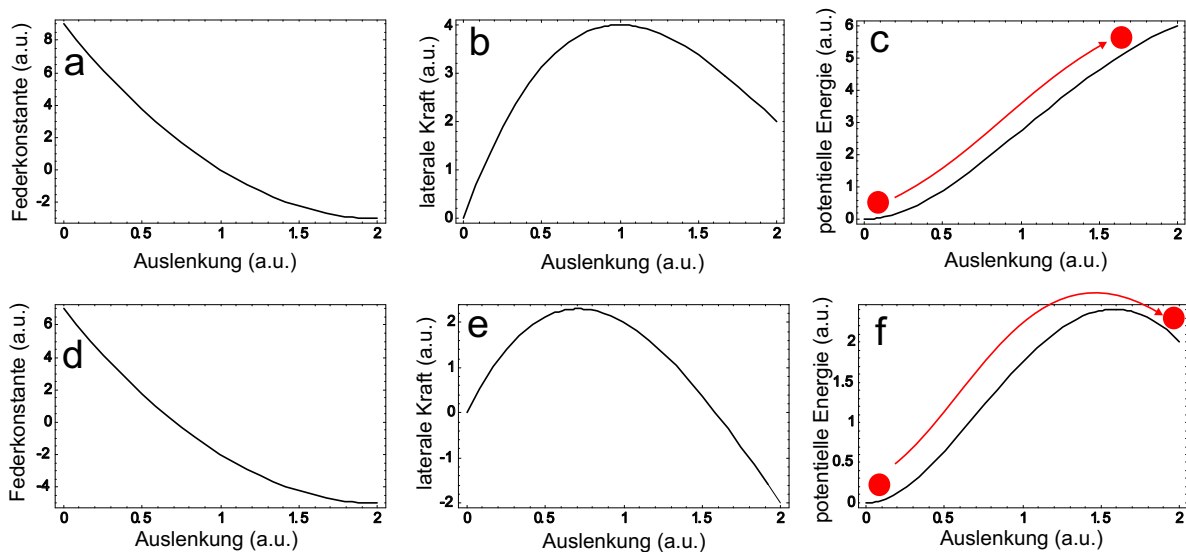 a
Federkonstante (a.u.)
8
6
4
2
0
-2
0 0.5 1 1.5 2
Auslenkung (a.u.)
b
laterale Kraft (a.u.)
4
3
2
1
0
0 0.5 1 1.5 2
Auslenkung (a.u.)
c
potentielle Energie (a.u.)
6
5
4
3
2
1
0
0 0.5 1 1.5 2
Auslenkung (a.u.)
d
Federkonstante (a.u.)
6
4
2
0
-2
-4
0 0.5 1 1.5 2
Auslenkung (a.u.)
e
laterale Kraft (a.u.)
2
1
0
-1
-2
0 0.5 1 1.5 2
Auslenkung (a.u.)
f
potentielle Energie (a.u.)
2
1.5
1
0.5
0
0 0.5 1 1.5 2
Auslenkung (a.u.)